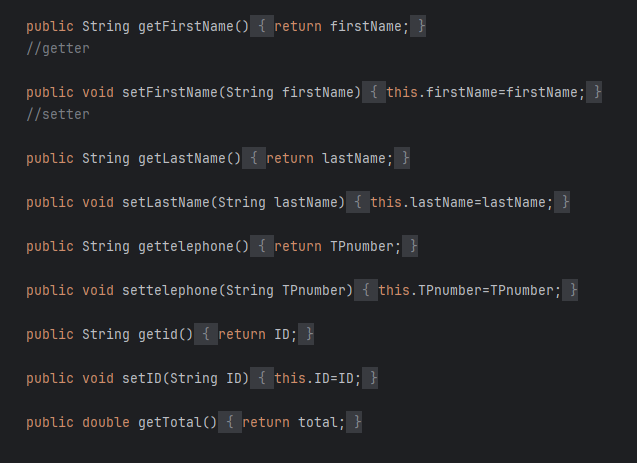 public String getFirstName() { return firstName; }
//getter
public void setFirstName(String firstName) { this.firstName=firstName; }
//setter
public String getLastName() { return lastName; }
public void setLastName(String lastName) { this.lastName=lastName; }
public String gettelephone() { return TPnumber; }
public void settelephone(String TPnumber) { this.TPnumber=TPnumber; }
public String getid() { return ID; }
public void setID(String ID) { this.ID=ID; }
public double getTotal() { return total; }